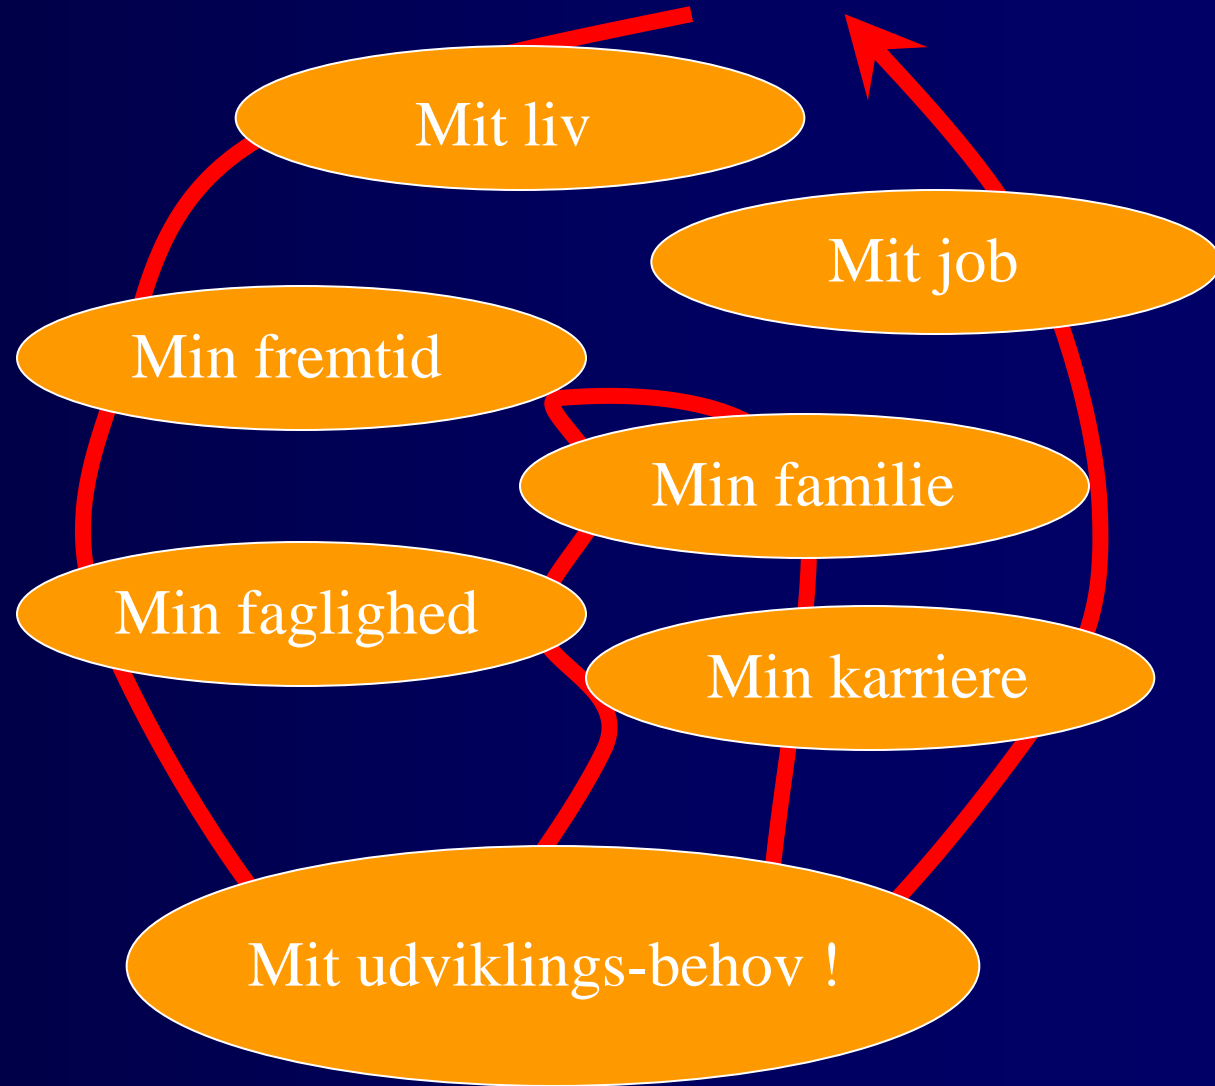 Mit liv
Mit job
Min fremtid
Min familie
Min faglighed
Min karriere
Mit udviklings-behov !